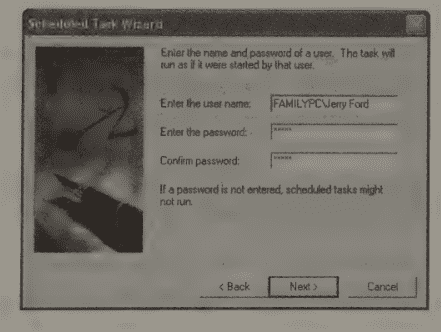 Scheduled Task Wizard
Enter the name and password of a user. The task will
run as if it were started by that user.
Enter the user name: FAMILYPC\Jerry Ford
Enter the password: *****
Confirm password: *****
If a password is not entered, scheduled tasks might
not run.
< Back Next > Cancel